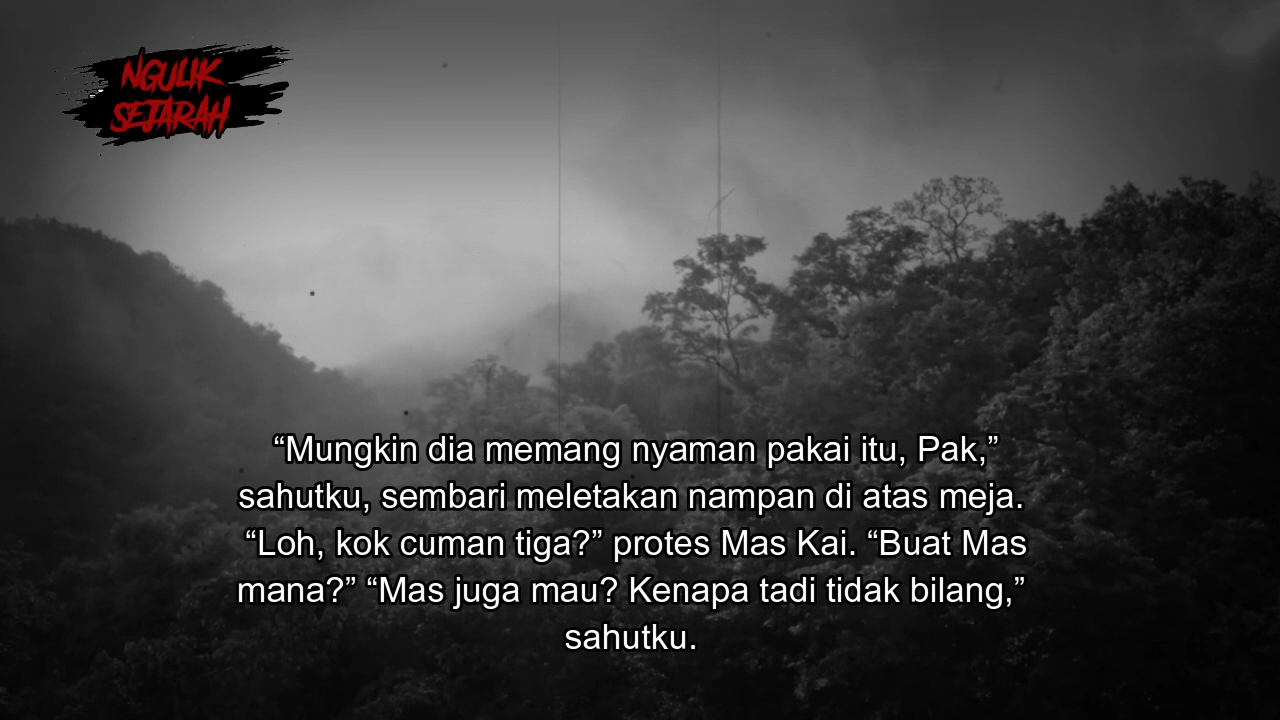 NGULIK
SEJARAH
“Mungkin dia memang nyaman pakai itu, Pak,”
sahutku, sembari meletakan nampan di atas meja.
“Loh, kok cuman tiga?” protes Mas Kai. “Buat Mas
mana?” “Mas juga mau? Kenapa tadi tidak bilang,”
sahutku.